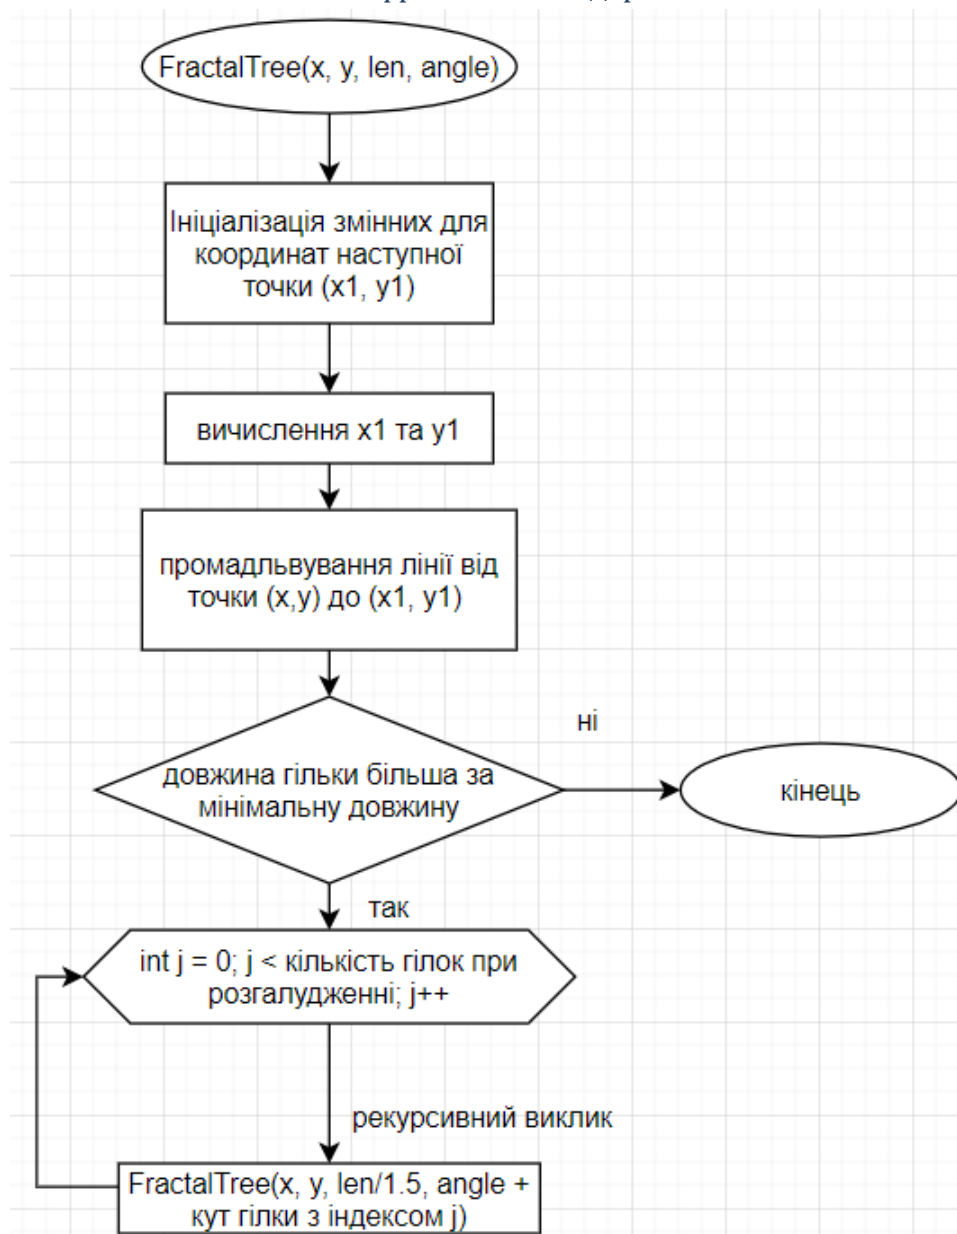 FractalTree(x, y, len, angle)
Ініціалізація змінних для
координат наступної
точки (x1, y1)
вичислення x1 та y1
промадльвування лінії від
точки (x,y) до (x1, y1)
ні
довжина гільки більша за
мінімальну довжину
кінець
так
int j = 0; j < кількість гілок при
розгалудженні; j++
рекурсивний виклик
FractalTree(x, y, len/1.5, angle +
кут гілки з індексом j)